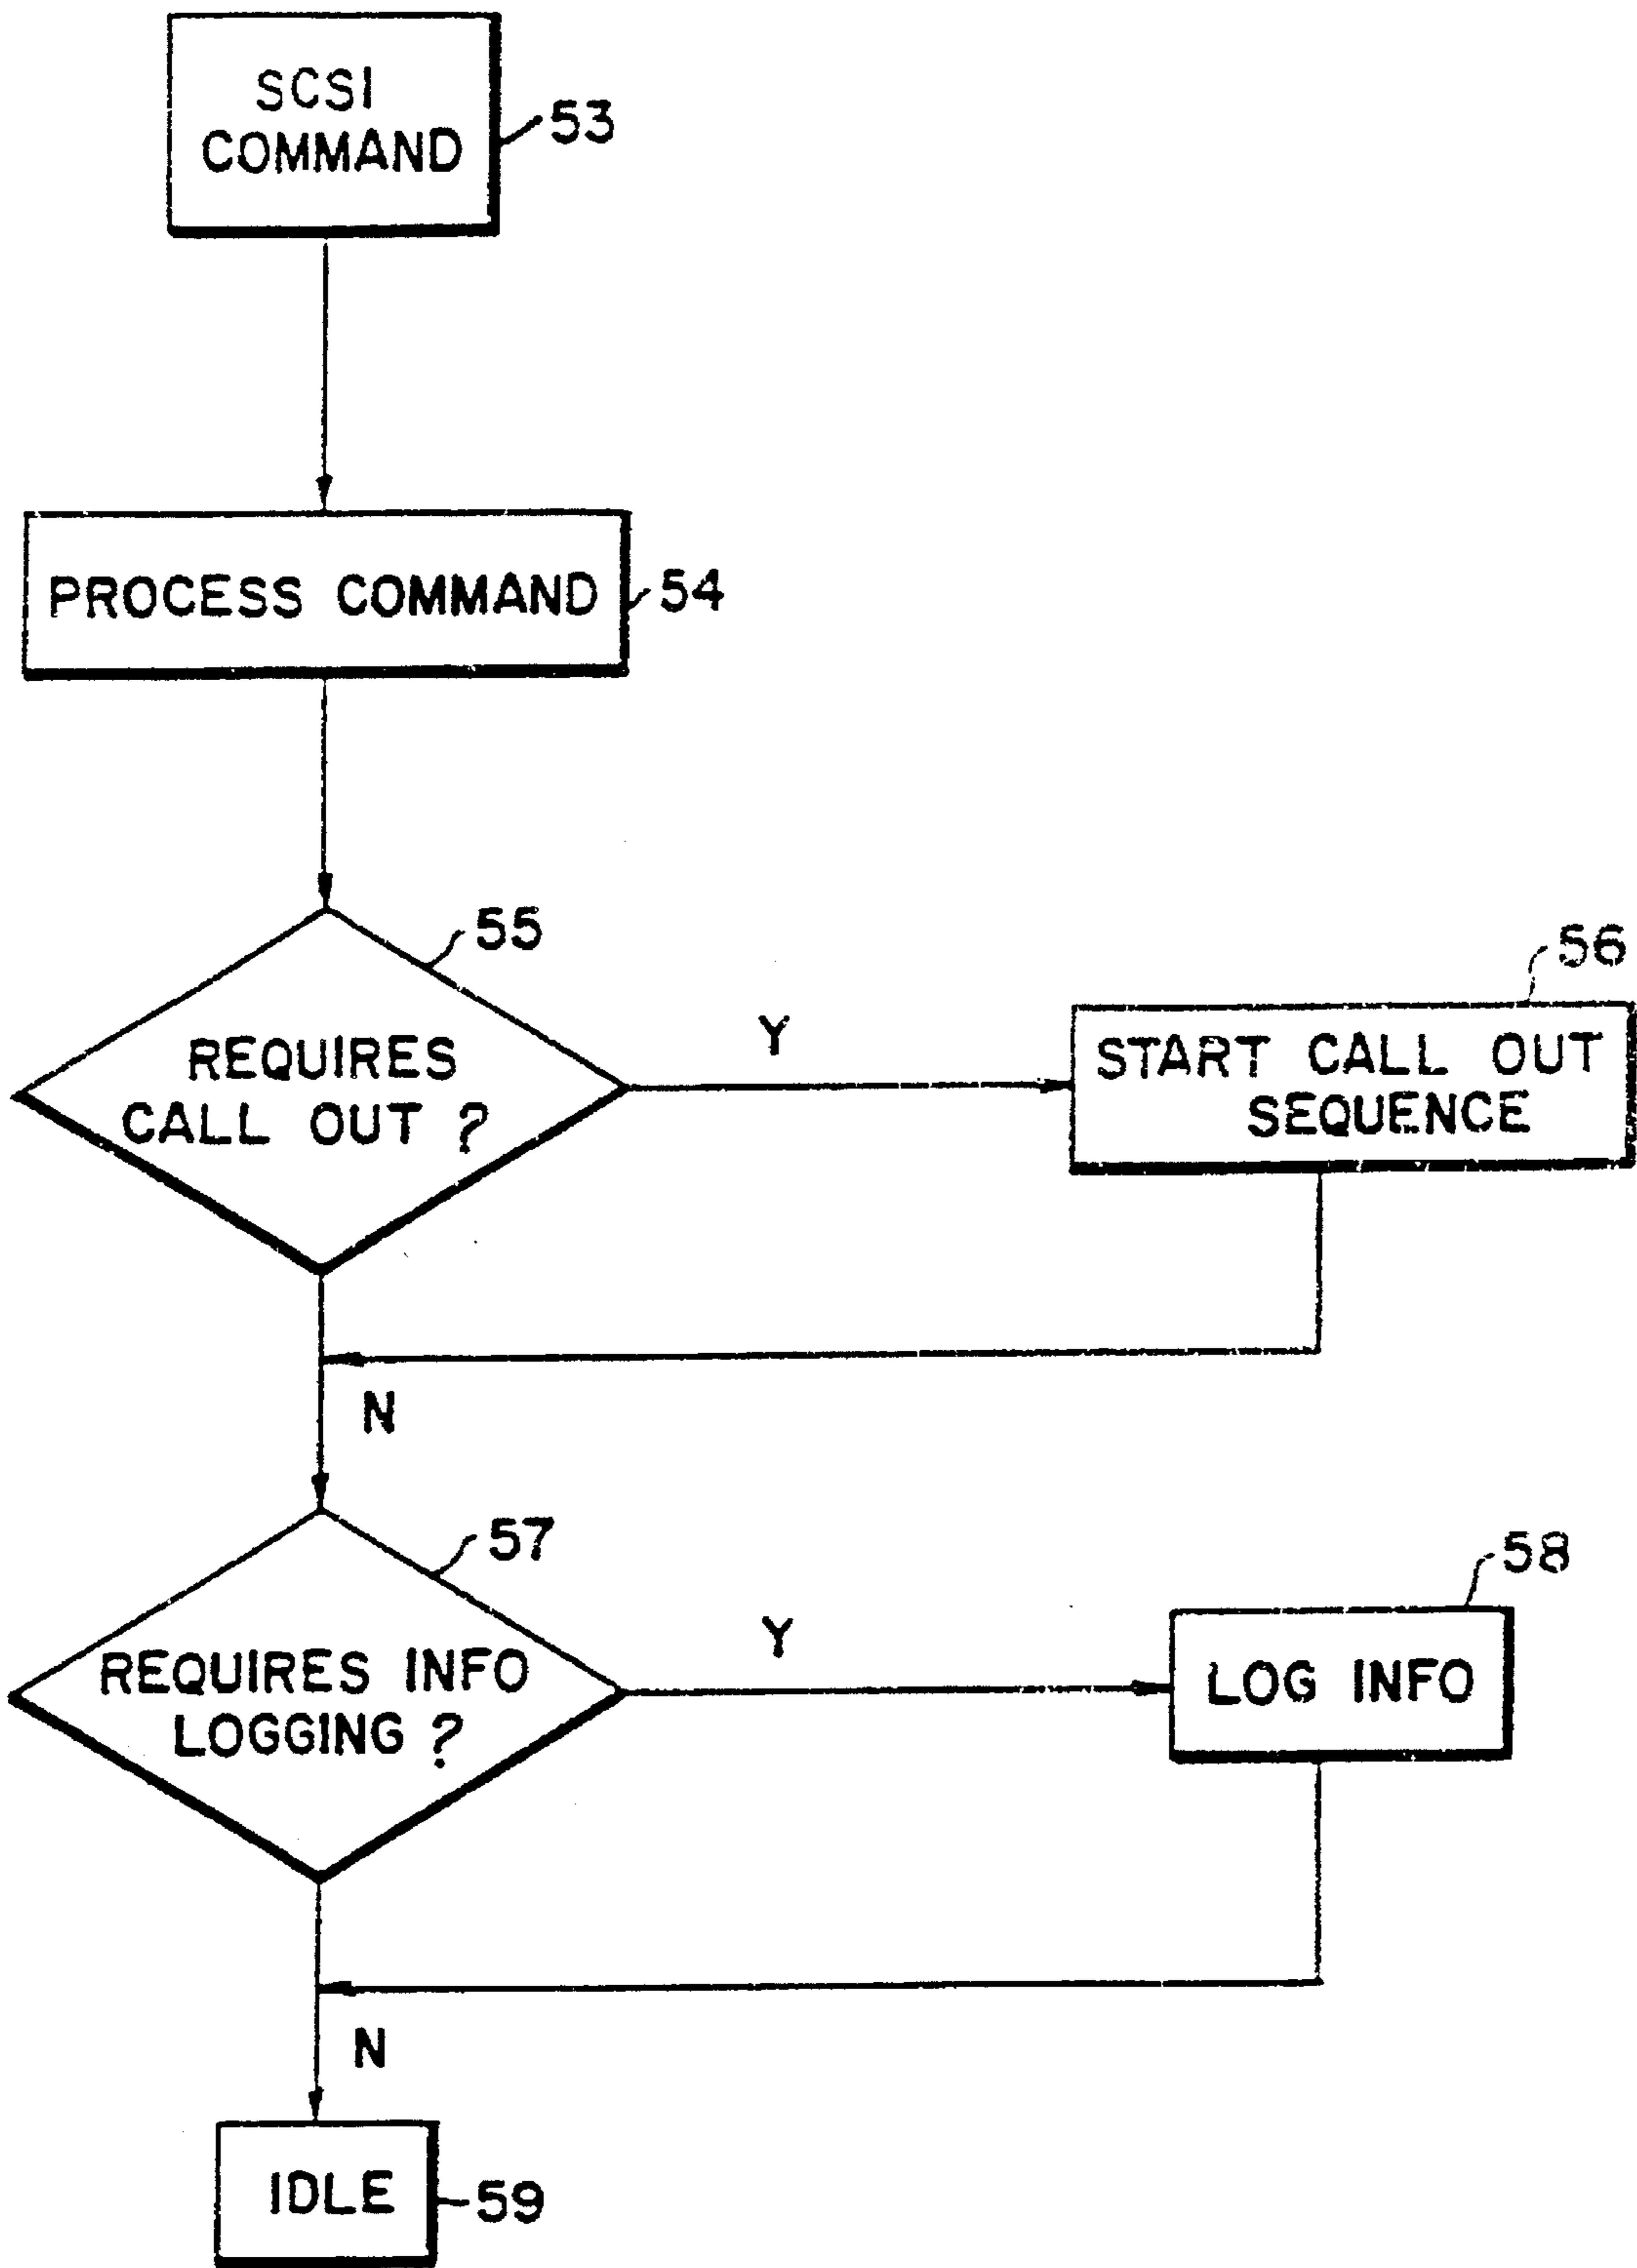 SCSI
COMMAND
53
PROCESS COMMAND
54
55
REQUIRES
CALL OUT ?
Y
56
START CALL OUT
SEQUENCE
N
57
REQUIRES INFO
LOGGING ?
Y
58
LOG INFO
N
IDLE
59